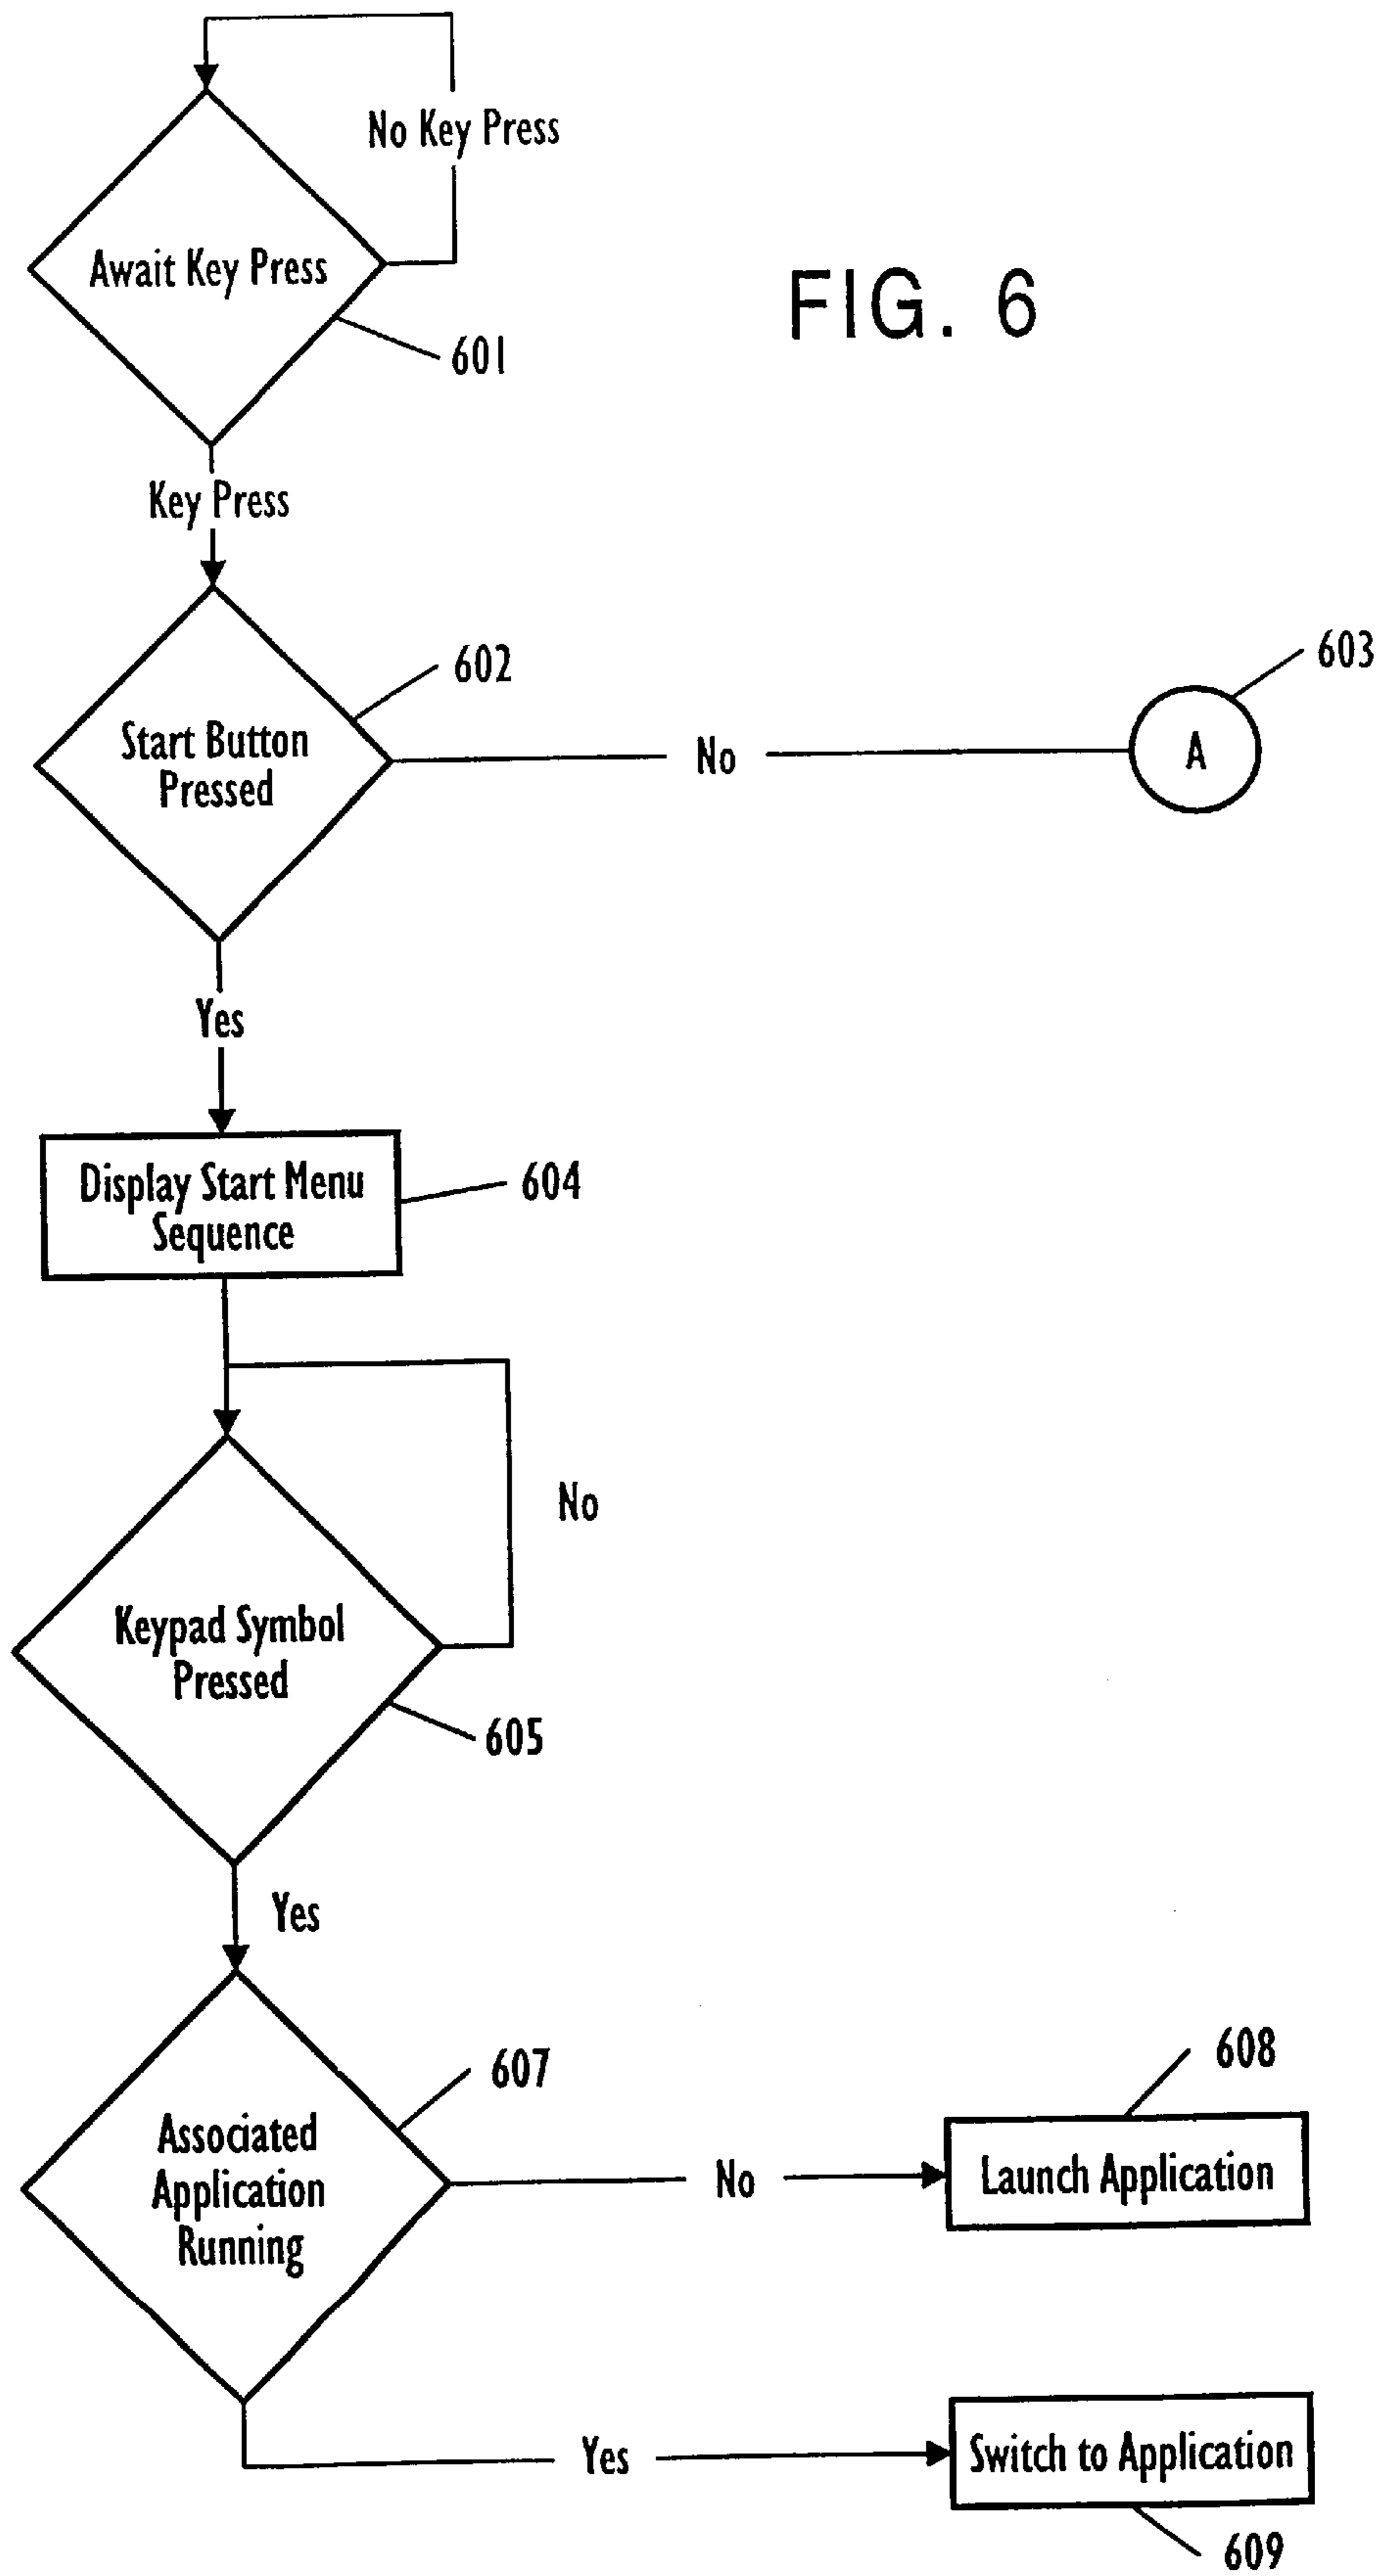 No Key Press
Await Key Press
FIG. 6
601
Key Press
602
603
Start Button
Pressed
No
A
Yes
Display Start Menu
Sequence
604
No
Keypad Symbol
Pressed
605
Yes
607
608
Associated
Application
Running
No
Launch Application
Yes
Switch to Application
609